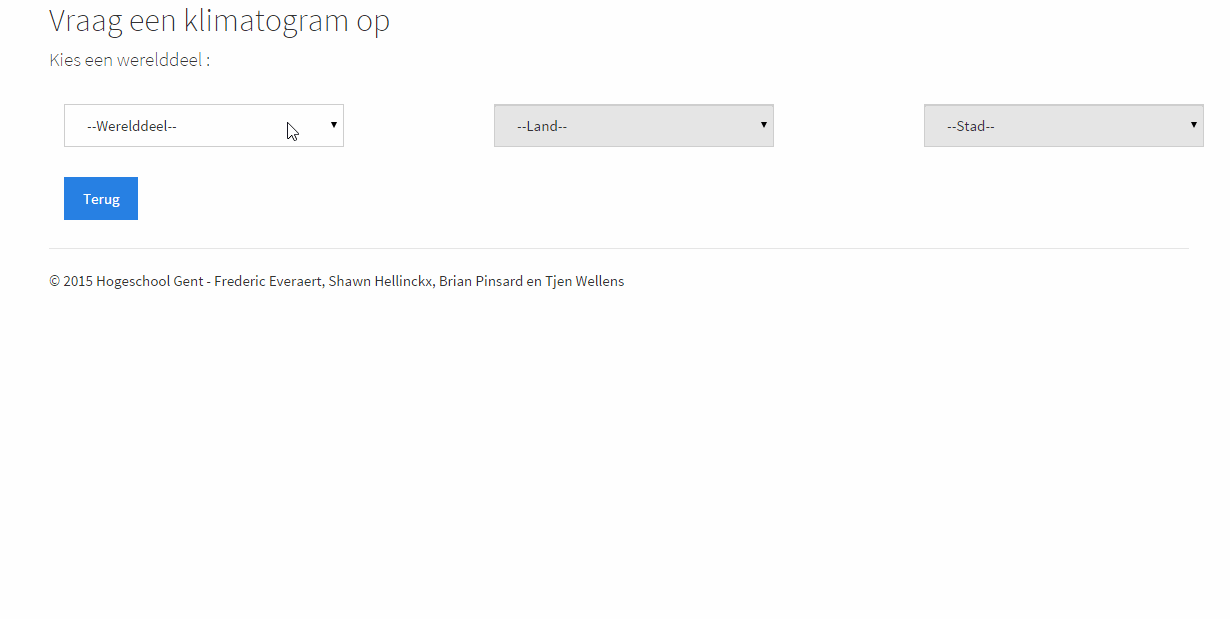 Vraag een klimatogram op
Kies een werelddeel :
--Werelddeel--
--Land--
--Stad--
Terug
© 2015 Hogeschool Gent - Frederic Everaert, Shawn Hellinckx, Brian Pinsard en Tjen Wellens